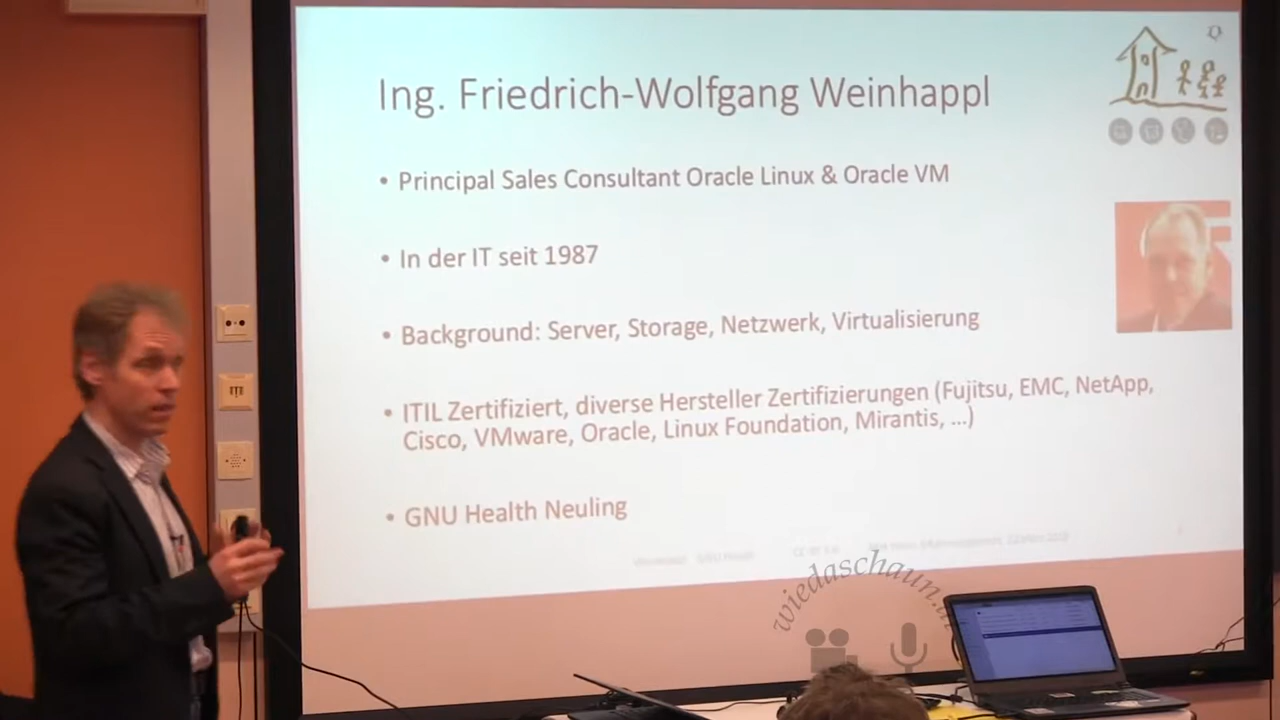 Ing. Friedrich-Wolfgang Weinhappl
• Principal Sales Consultant Oracle Linux & Oracle VM
• In der IT seit 1987
• Background: Server, Storage, Netzwerk, Virtualisierung
• ITIL Zertifiziert, diverse Hersteller Zertifizierungen (Fujitsu, EMC, NetApp,
Cisco, VMware, Oracle, Linux Foundation, Mirantis, ...)
• GNU Health Neuling
wiedaschaun.